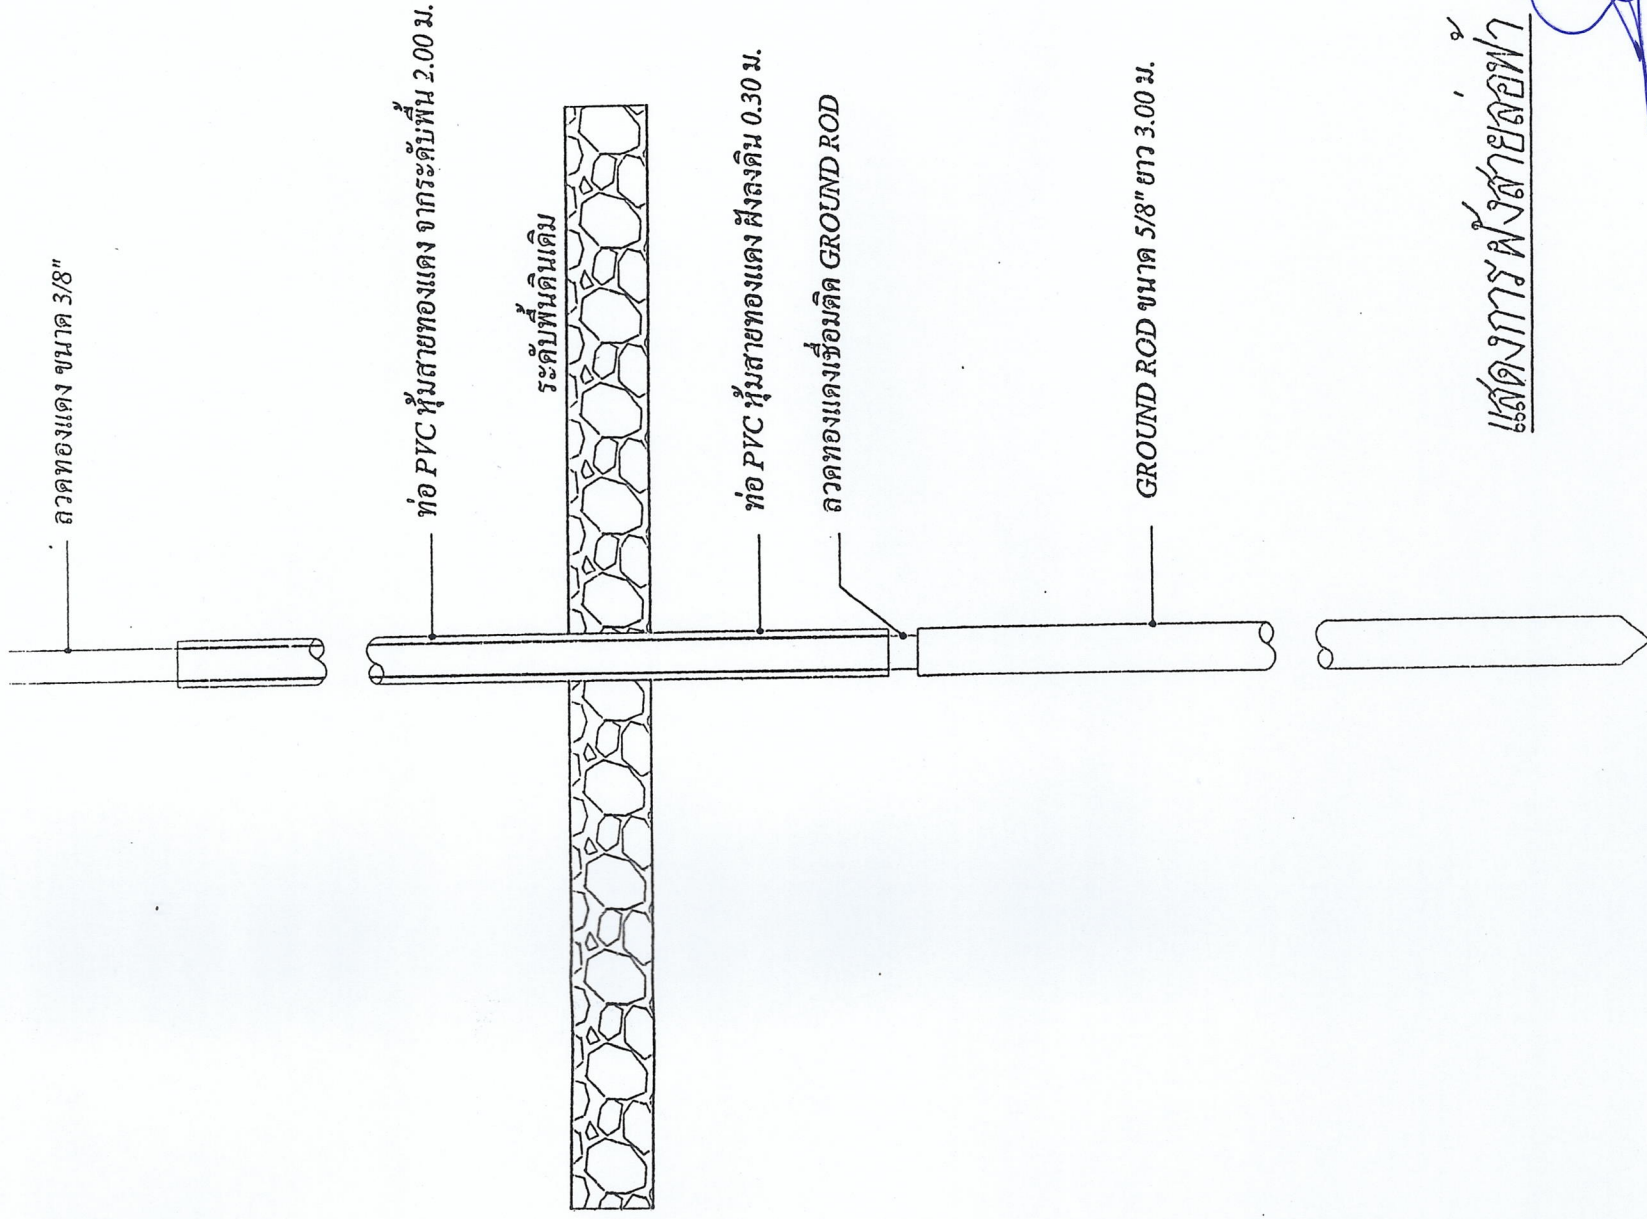 ลวดทองแดง ขนาด 3/8"
ท่อ PVC หุ้มสายทองแดง จากระดับพื้น 2.00 ม.
ระดับพื้นดินเดิม
ท่อ PVC หุ้มสายทองแดง ฝังลงดิน 0.30 ม.
ลวดทองแดงเชื่อมติด GROUND ROD
GROUND ROD ขนาด 5/8" ยาว 3.00 ม.
แสดงการฝังสายล่อฟ้า